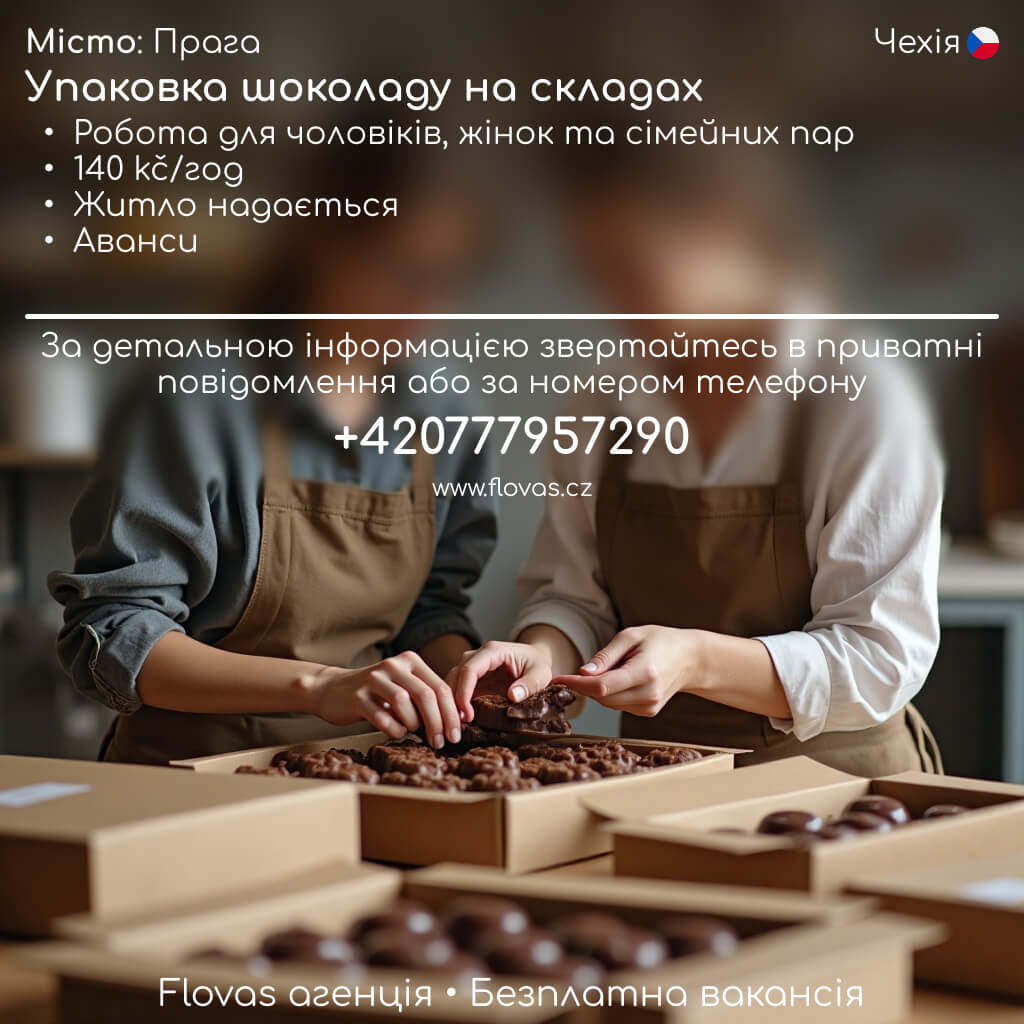 Місто: Прага
Чехія
Упаковка шоколаду на складах
• Робота для чоловіків, жінок та сімейних пар
• 140 kč/год
• Житло надається
• Аванси
За детальною інформацією звертайтесь в приватні
повідомлення або за номером телефону
+420777957290
www.flovas.cz
Flovas агенція • Безплатна вакансія